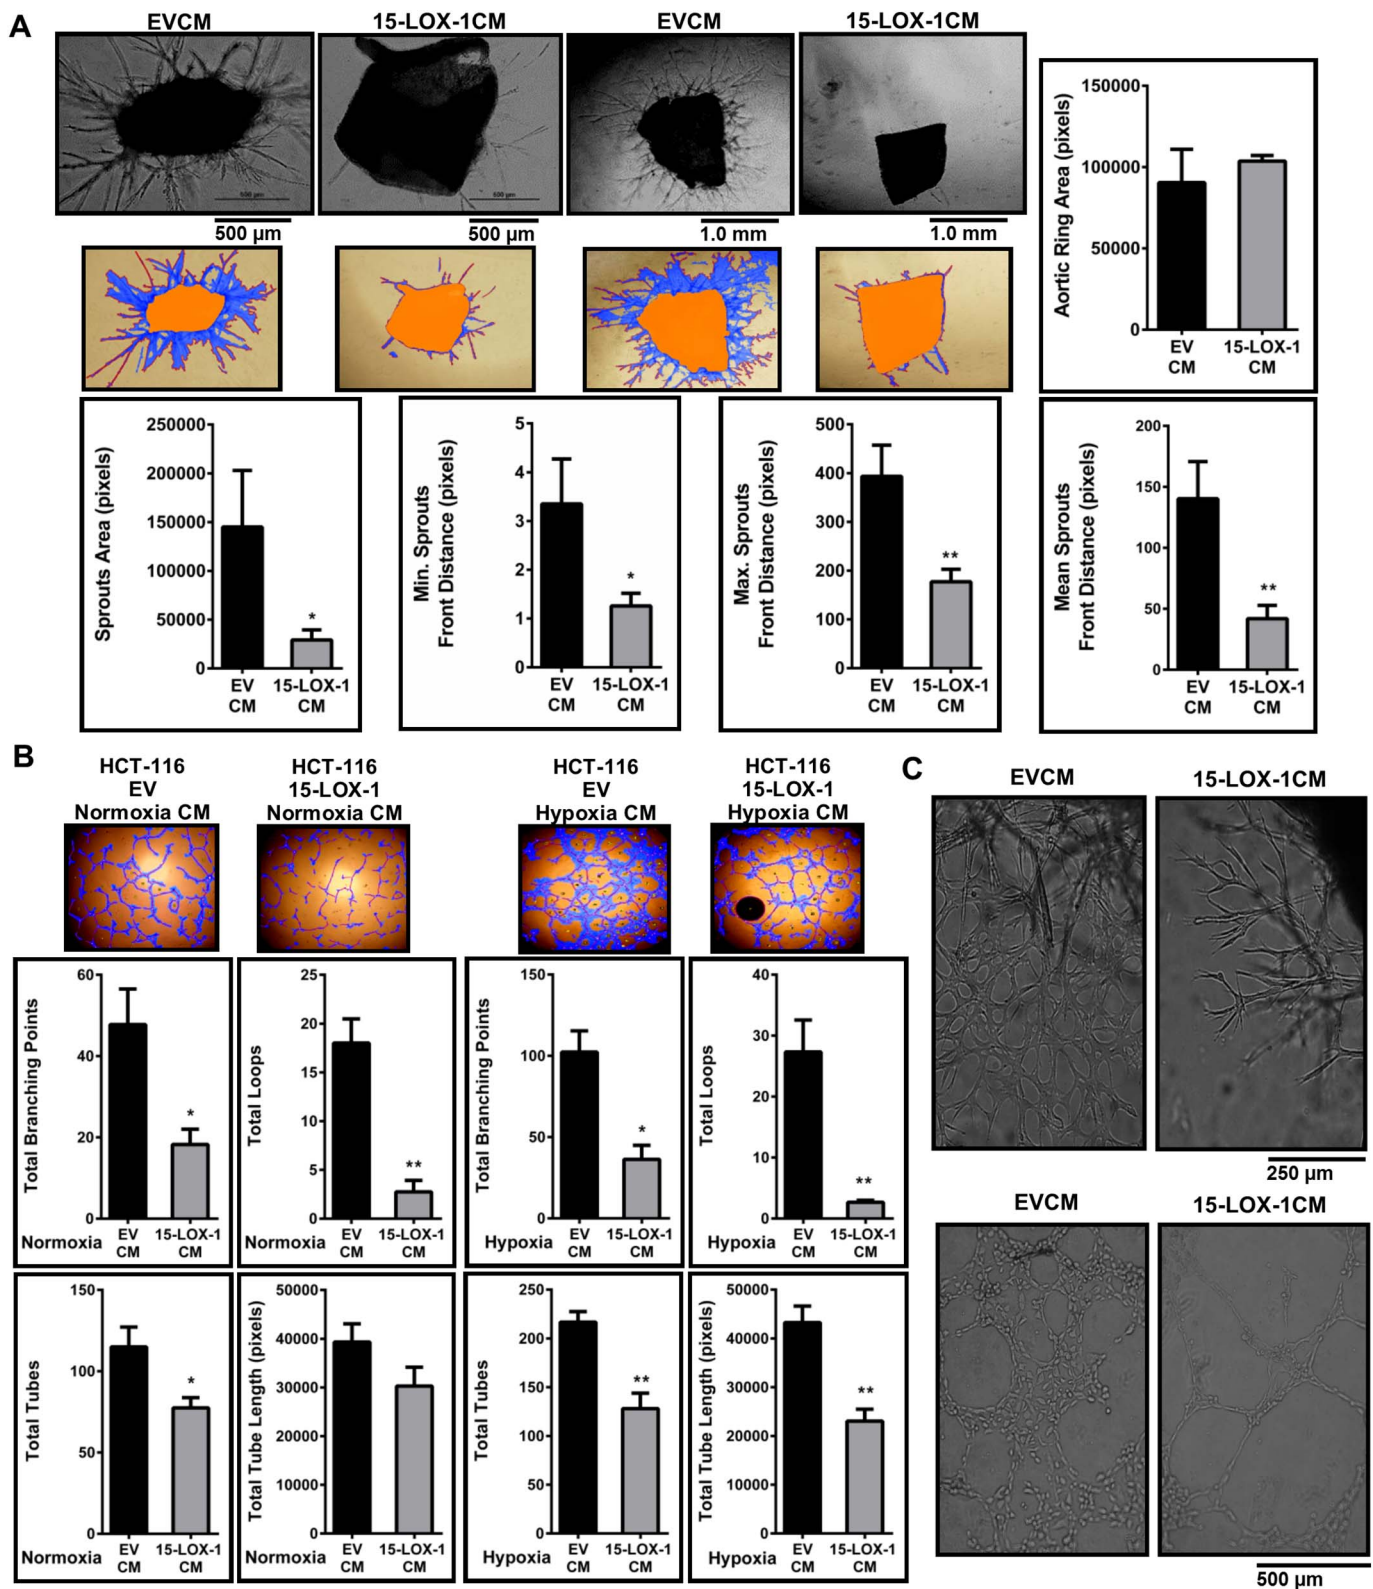 A
EVCM
15-LOX-1CM
EVCM
15-LOX-1CM
500 µm
500 µm
500 µm
500 µm
1.0 mm
1.0 mm
Aortic Ring Area (pixels)
150000
100000
50000
0
EV
CM
15-LOX-1
CM
Sprouts Area (pixels)
250000
200000
150000
100000
50000
0
*
EV
CM
15-LOX-1
CM
Min. Sprouts
Front Distance (pixels)
5
4
3
2
1
0
*
EV
CM
15-LOX-1
CM
Max. Sprouts
Front Distance (pixels)
500
400
300
200
100
0
**
EV
CM
15-LOX-1
CM
Mean Sprouts
Front Distance (pixels)
200
150
100
50
0
**
EV
CM
15-LOX-1
CM
B
HCT-116
EV
Normoxia CM
HCT-116
15-LOX-1
Normoxia CM
HCT-116
EV
Hypoxia CM
HCT-116
15-LOX-1
Hypoxia CM
Total Branching Points
60
40
20
0
*
Normoxia
EV
CM
15-LOX-1
CM
Total Loops
25
20
15
10
5
0
**
Normoxia
EV
CM
15-LOX-1
CM
Total Branching Points
150
100
50
0
*
Hypoxia
EV
CM
15-LOX-1
CM
Total Loops
40
30
20
10
0
**
Hypoxia
EV
CM
15-LOX-1
CM
Total Tubes
150
100
50
0
*
Normoxia
EV
CM
15-LOX-1
CM
Total Tube Length (pixels)
50000
40000
30000
20000
10000
0
Normoxia
EV
CM
15-LOX-1
CM
Total Tubes
250
200
150
100
50
0
**
Hypoxia
EV
CM
15-LOX-1
CM
Total Tube Length (pixels)
50000
40000
30000
20000
10000
0
**
Hypoxia
EV
CM
15-LOX-1
CM
C
EVCM
15-LOX-1CM
250 µm
EVCM
15-LOX-1CM
500 µm